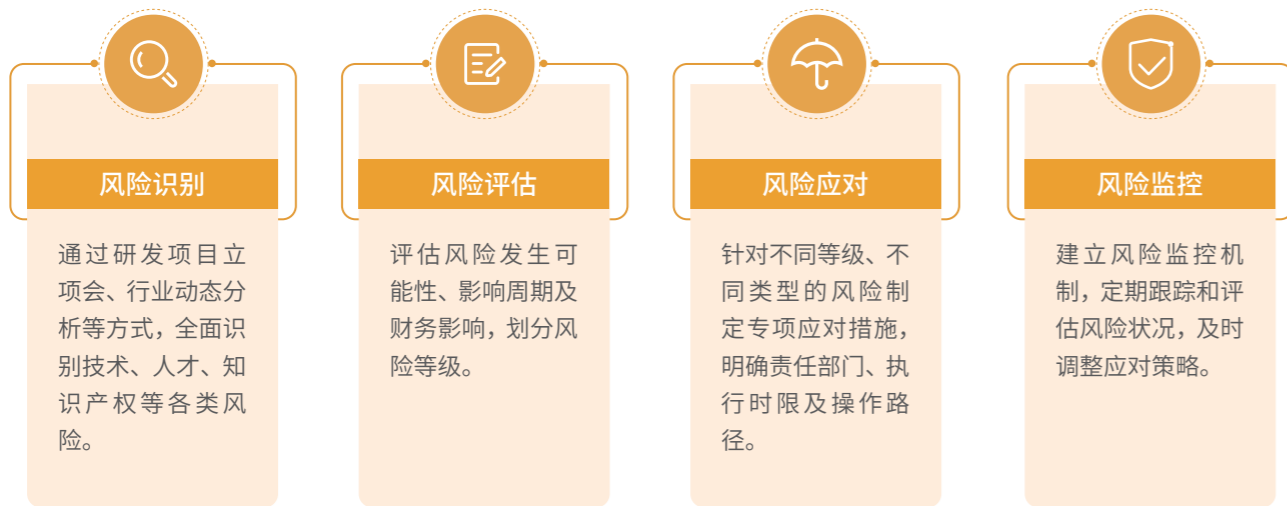 风险识别
通过研发项目立
项会、行业动态分
析等方式，全面识
别技术、人才、知
识产权等各类风
险。
风险评估
评估风险发生可
能性、影响周期及
财务影响，划分风
险等级。
风险应对
针对不同等级、不
同类型的风险制
定专项应对措施，
明确责任部门、执
行时限及操作路
径。
风险监控
建立风险监控机
制，定期跟踪和评
估风险状况，及时
调整应对策略。